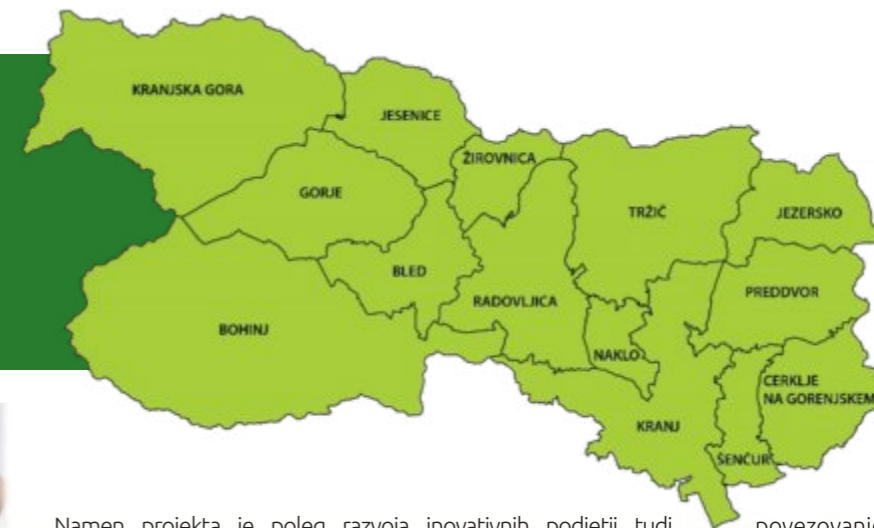 KRANJSKA GORA
JESENICE
ŽIROVNICA
GORJE
TRŽIČ
JEZERSKO
BLED
PREDDVOR
RADOVLJICA
BOHINJ
NAKLO
CERKLJE
NA GORENJSKEM
KRANJ
ŠENČUR
Namen projekta je poleg razvoja inovativnih podjetij tudi
povezovanje